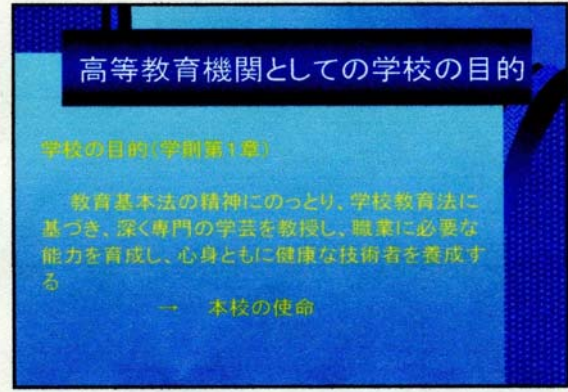 高等教育機関としての学校の目的
学校の目的(学則第1章)
教育基本法の精神にのっとり、学校教育法に
基づき、深く専門の学芸を教授し、職業に必要な
能力を育成し、心身ともに健康な技術者を養成す
る
→ 本校の使命